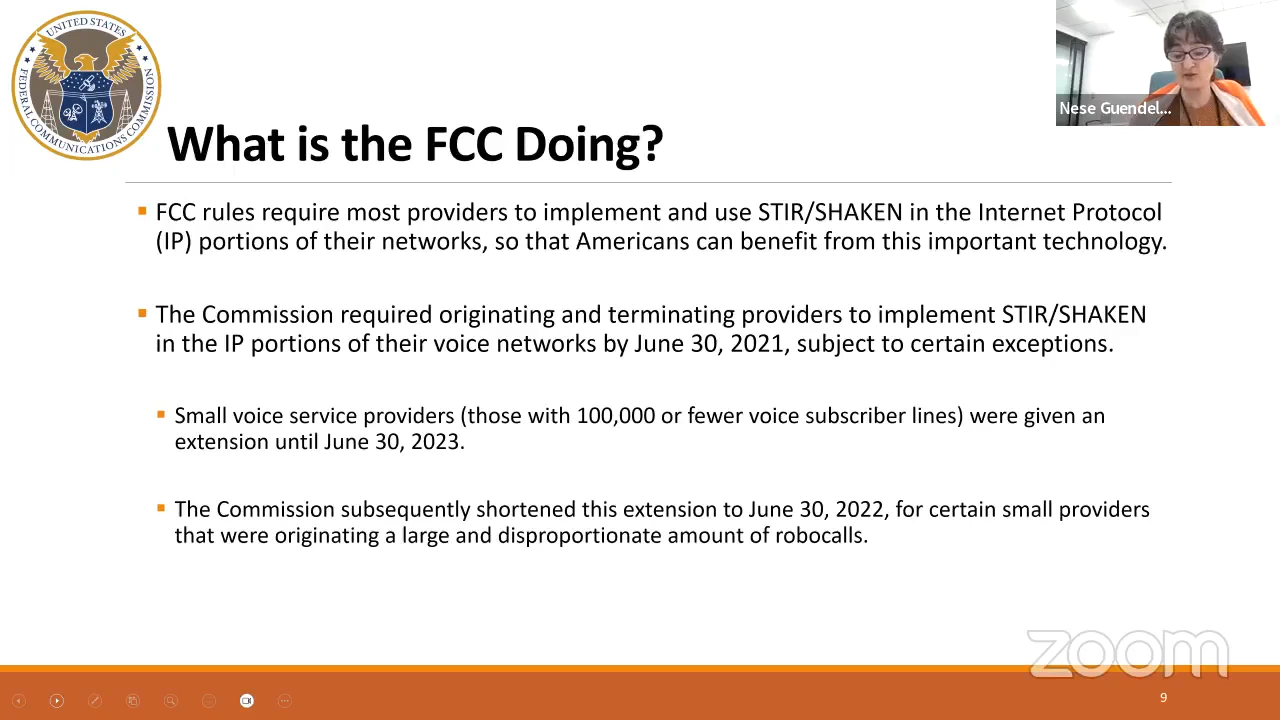 UNITED STATES
FEDERAL COMMUNICATIONS COMMISSION
Nese Guendel...
What is the FCC Doing?
FCC rules require most providers to implement and use STIR/SHAKEN in the Internet Protocol
(IP) portions of their networks, so that Americans can benefit from this important technology.
The Commission required originating and terminating providers to implement STIR/SHAKEN
in the IP portions of their voice networks by June 30, 2021, subject to certain exceptions.
Small voice service providers (those with 100,000 or fewer voice subscriber lines) were given an
extension until June 30, 2023.
The Commission subsequently shortened this extension to June 30, 2022, for certain small providers
that were originating a large and disproportionate amount of robocalls.
zoom
9